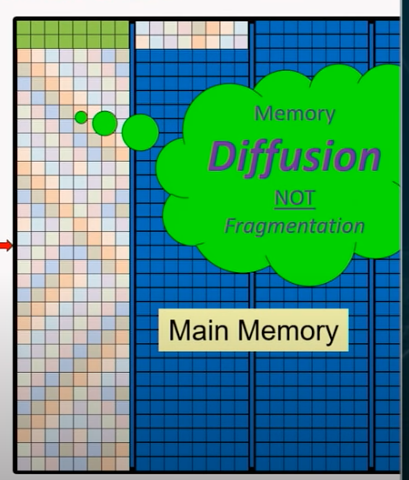 Memory
Diffusion
NOT
Fragmentation
Main Memory